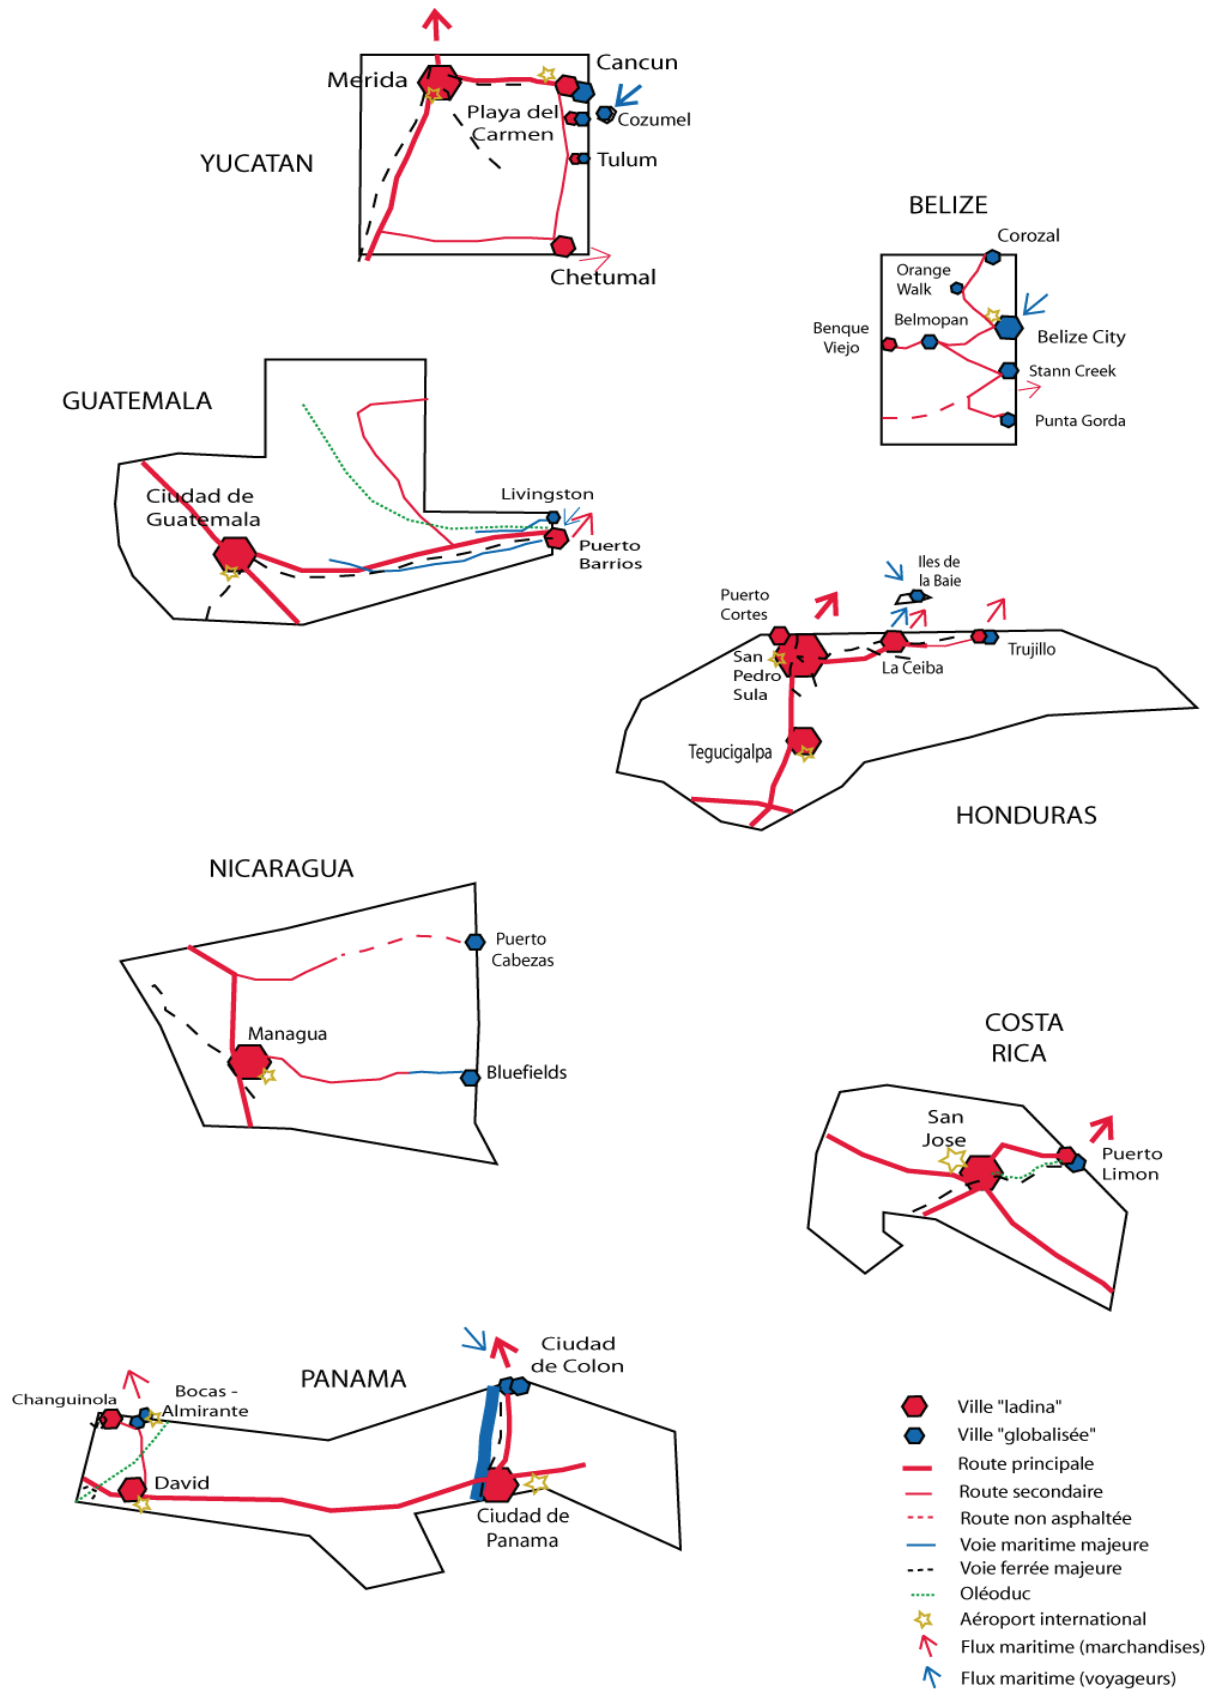 Merida
Cancun
Playa del
Carmen
Cozumel
Tulum
YUCATAN
Chetumal
BELIZE
Corozal
Orange
Walk
Belmopan
Benque
Viejo
Belize City
Stann Creek
Punta Gorda
GUATEMALA
Ciudad de
Guatemala
Livingston
Puerto
Barrios
Iles de
la Baie
Puerto
Cortes
San
Pedro
Sula
La Ceiba
Trujillo
Tegucigalpa
HONDURAS
NICARAGUA
Puerto
Cabezas
Managua
Bluefields
COSTA
RICA
San
Jose
Puerto
Limon
PANAMA
Ciudad
de Colon
Changuinola
Bocas -
Almirante
David
Ciudad de
Panama
Ville "ladina"
Ville "globalisée"
Route principale
Route secondaire
Route non asphaltée
Voie maritime majeure
Voie ferrée majeure
Oléoduc
Aéroport international
Flux maritime (marchandises)
Flux maritime (voyageurs)